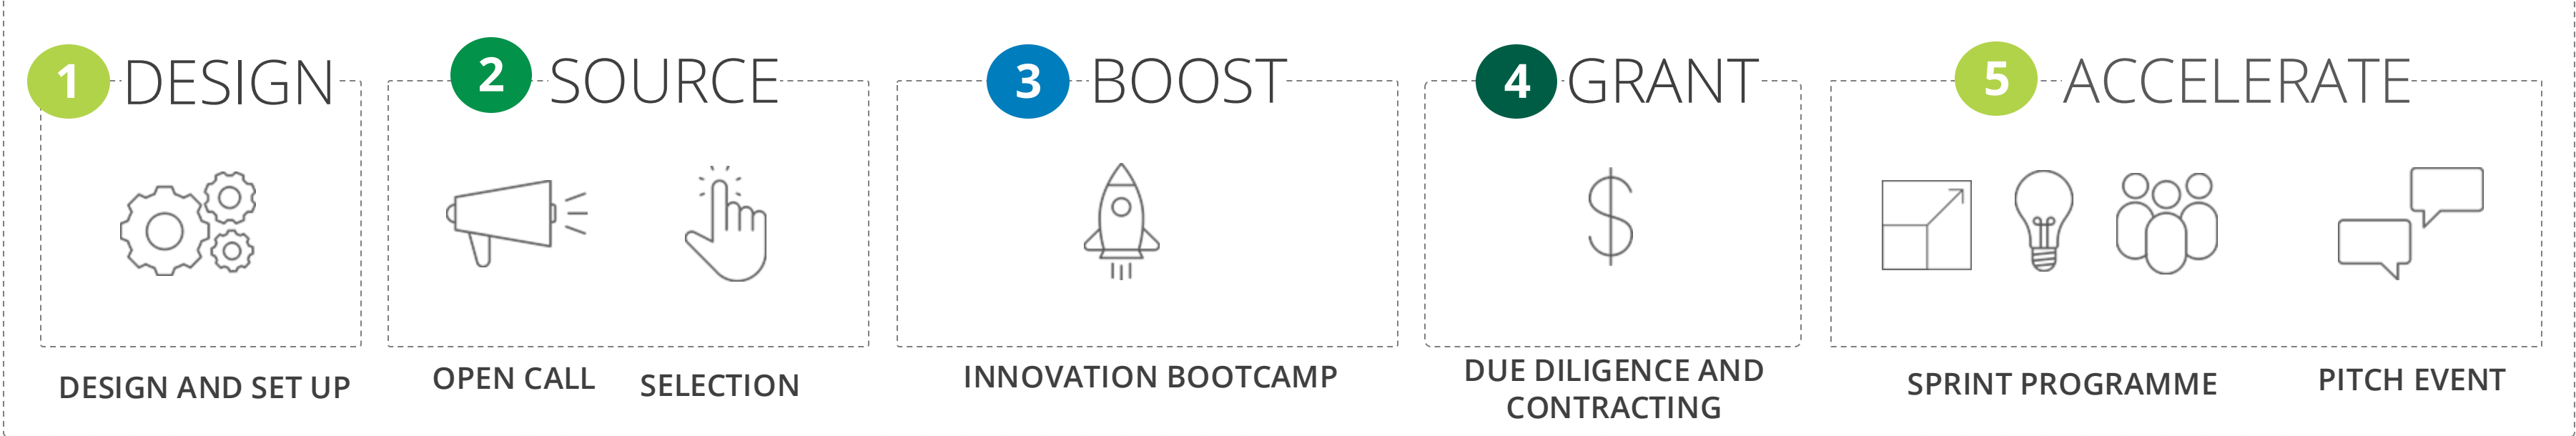 1 DESIGN
2 SOURCE
3 BOOST
4 GRANT
5 ACCELERATE
DESIGN AND SET UP
OPEN CALL
SELECTION
INNOVATION BOOTCAMP
DUE DILIGENCE AND
CONTRACTING
SPRINT PROGRAMME
PITCH EVENT